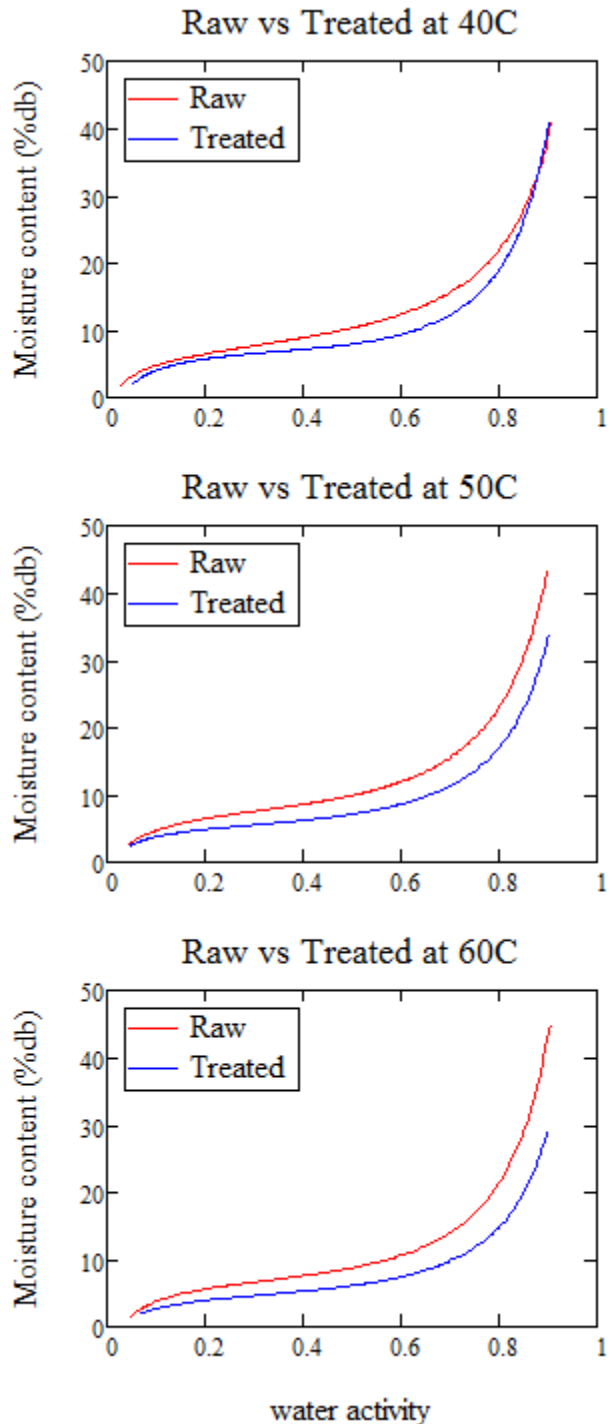 Raw vs Treated at 40C
Moisture content (%db)
50
40
30
20
10
0
Raw
Treated
0 0.2 0.4 0.6 0.8 1
Raw vs Treated at 50C
Moisture content (%db)
50
40
30
20
10
0
Raw
Treated
0 0.2 0.4 0.6 0.8 1
Raw vs Treated at 60C
Moisture content (%db)
50
40
30
20
10
0
Raw
Treated
0 0.2 0.4 0.6 0.8 1
water activity